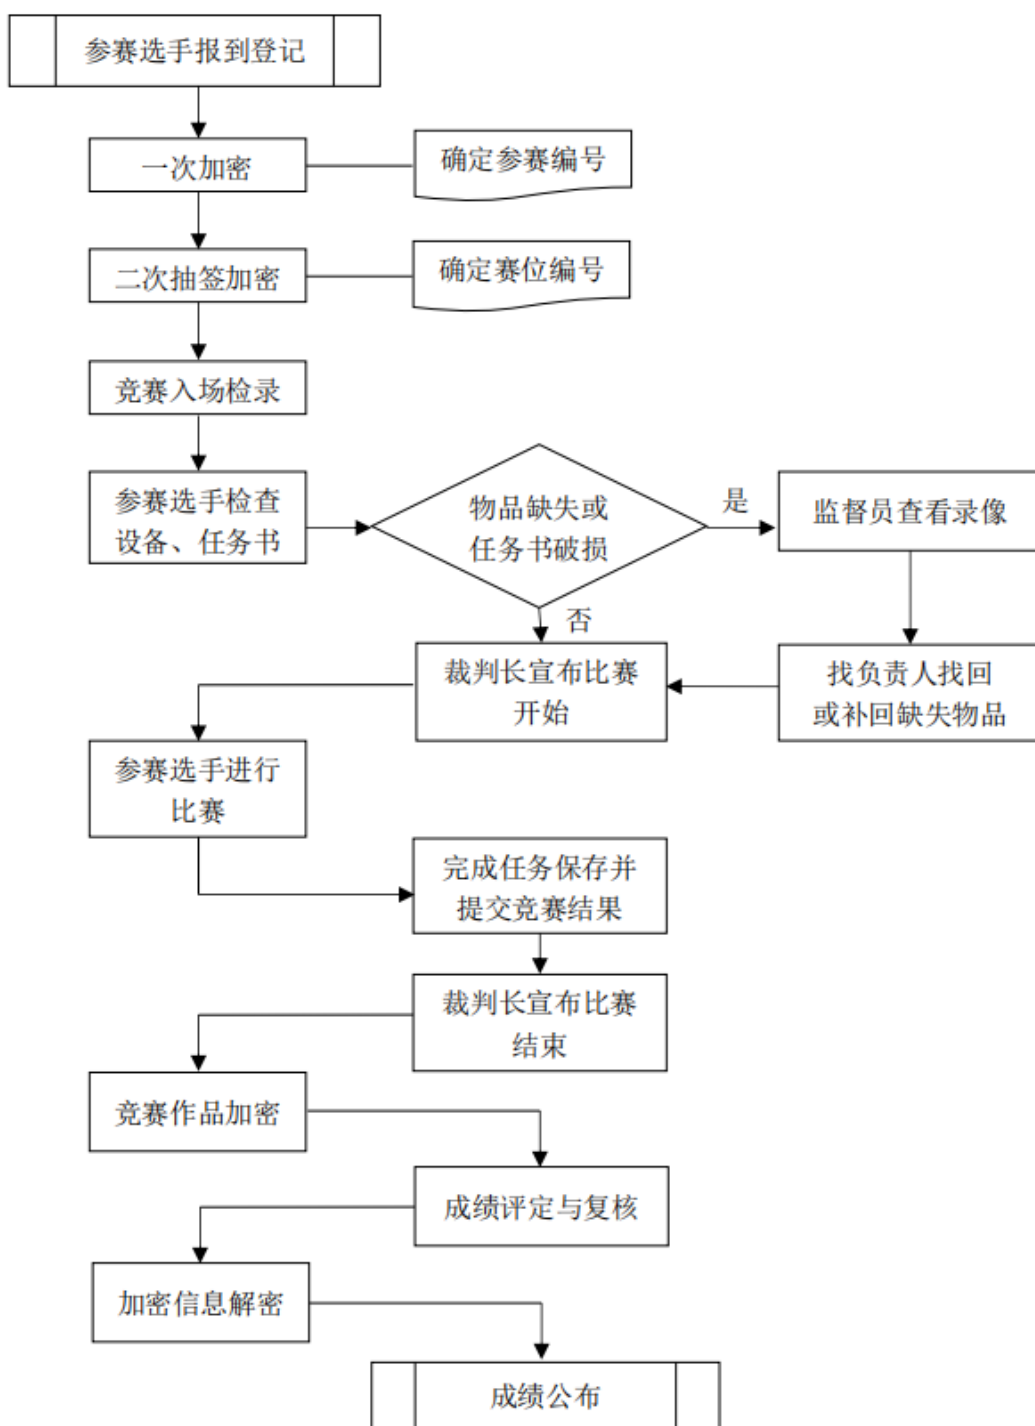 参赛选手报到登记
一次加密
确定参赛编号
二次抽签加密
确定赛位编号
竞赛入场检录
参赛选手检查
设备、任务书
物品缺失或
任务书破损
是
监督员查看录像
否
找负责人找回
或补回缺失物品
裁判长宣布比赛
开始
参赛选手进行
比赛
完成任务保存并
提交竞赛结果
裁判长宣布比赛
结束
竞赛作品加密
成绩评定与复核
加密信息解密
成绩公布